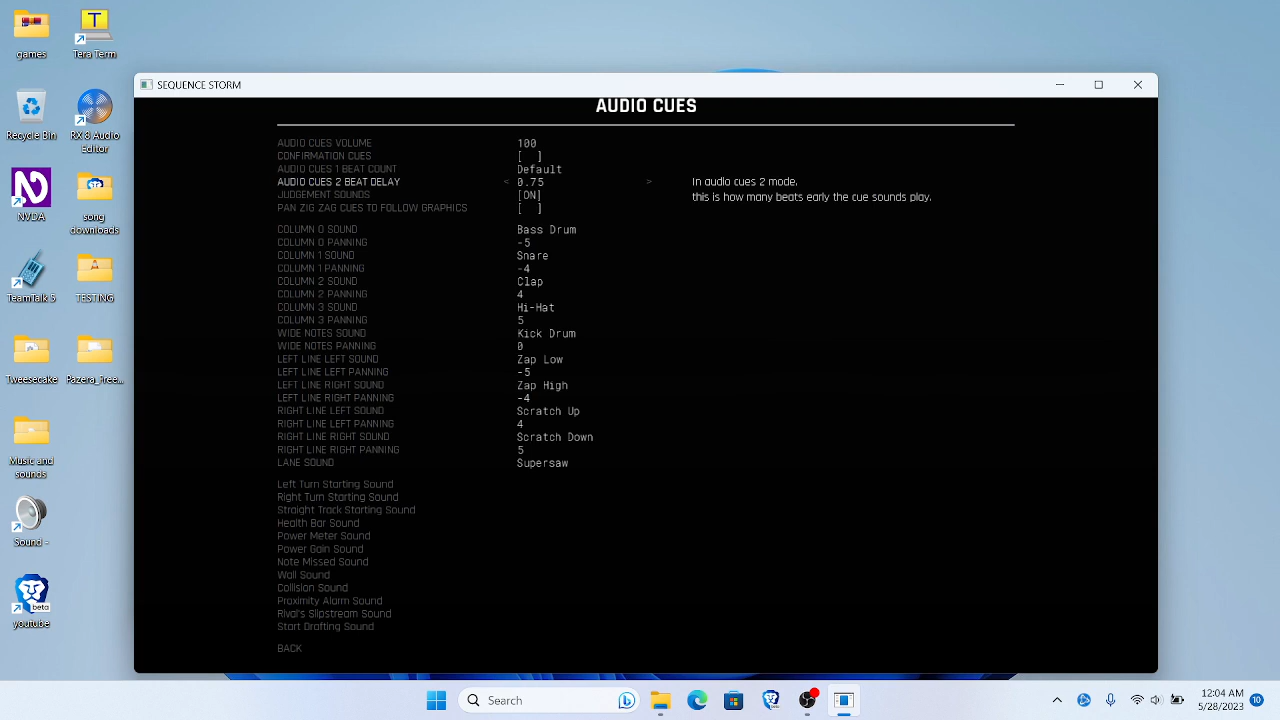 games
Tera Term
Recycle Bin
RX 8 Audio Editor
NVDA
song downloads
TeamTalk 5
TESTING
Tweesecake
Pazera_Free...
Music and sounds
Sound -
beta
youtube
SEQUENCE STORM
AUDIO CUES
AUDIO CUES VOLUME 100
CONFIRMATION CUES [ ]
AUDIO CUES 1 BEAT COUNT Default
AUDIO CUES 2 BEAT DELAY < 0.75 > In audio cues 2 mode,
this is how many beats early the cue sounds play.
JUDGEMENT SOUNDS [ON]
PAN ZIG ZAG CUES TO FOLLOW GRAPHICS [ ]
COLUMN 0 SOUND Bass Drum
COLUMN 0 PANNING -5
COLUMN 1 SOUND Snare
COLUMN 1 PANNING -4
COLUMN 2 SOUND Clap
COLUMN 2 PANNING 4
COLUMN 3 SOUND Hi-Hat
COLUMN 3 PANNING 5
WIDE NOTES SOUND Kick Drum
WIDE NOTES PANNING 0
LEFT LINE LEFT SOUND Zap Low
LEFT LINE LEFT PANNING -5
LEFT LINE RIGHT SOUND Zap High
LEFT LINE RIGHT PANNING -4
RIGHT LINE LEFT SOUND Scratch Up
RIGHT LINE LEFT PANNING 4
RIGHT LINE RIGHT SOUND Scratch Down
RIGHT LINE RIGHT PANNING 5
LANE SOUND Supersaw
Left Turn Starting Sound
Right Turn Starting Sound
Straight Track Starting Sound
Health Bar Sound
Power Meter Sound
Power Gain Sound
Note Missed Sound
Wall Sound
Collision Sound
Proximity Alarm Sound
Rival's Slipstream Sound
Start Drafting Sound
BACK
Search
12:04 AM
5/28/2023
10